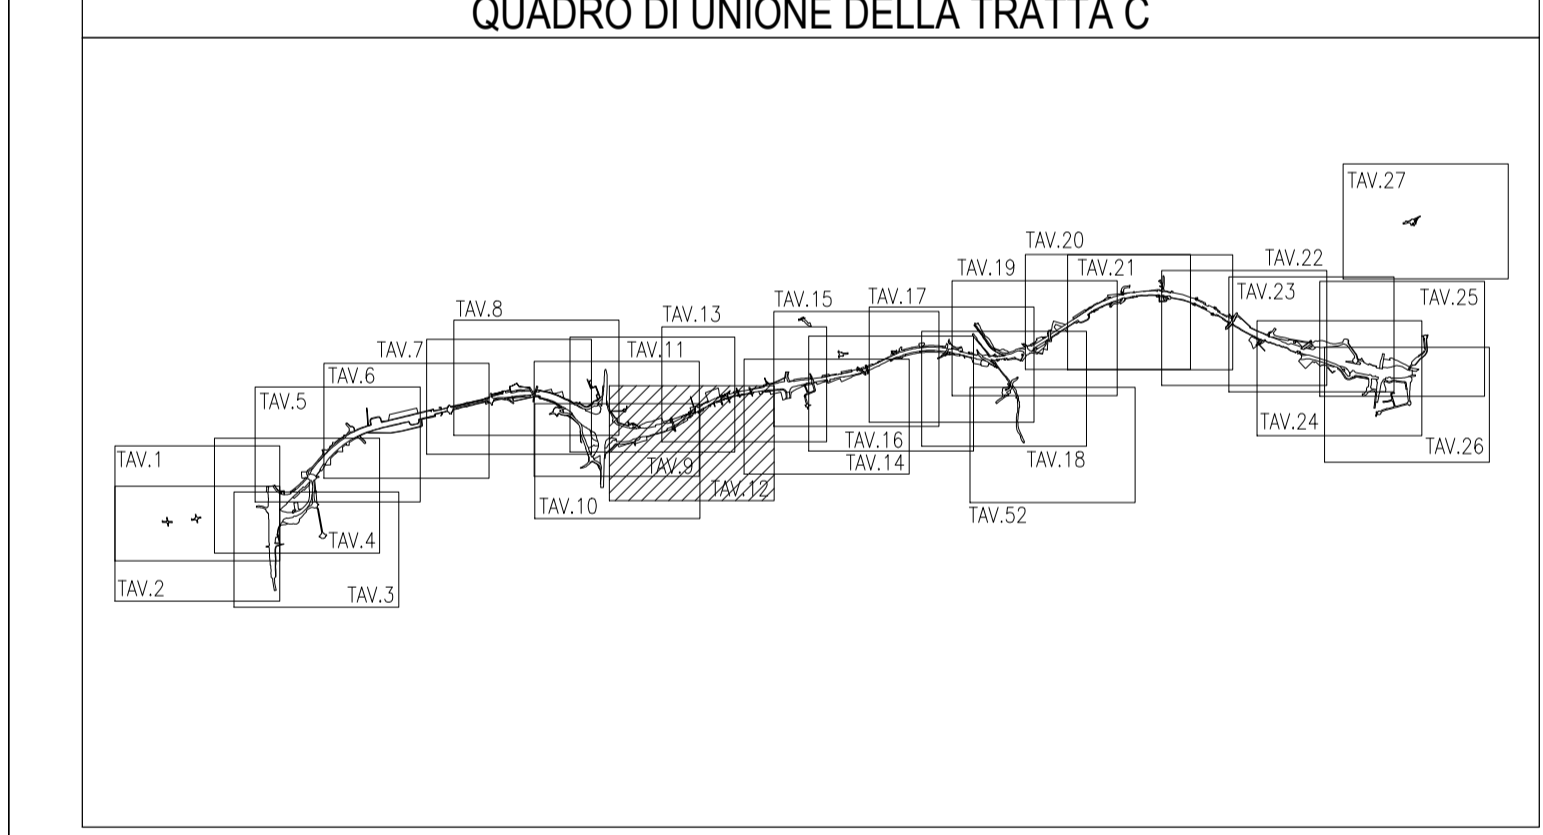 QUADRO DI UNIONE DELLA TRATTA C
TAV.27
TAV.20
TAV.22
TAV.19
TAV.21
TAV.23
TAV.25
TAV.15
TAV.17
TAV.8
TAV.13
TAV.7
TAV.11
TAV.6
TAV.5
TAV.24
TAV.16
TAV.26
TAV.1
TAV.9
TAV.14
TAV.18
TAV.12
TAV.10
TAV.52
TAV.4
TAV.2
TAV.3